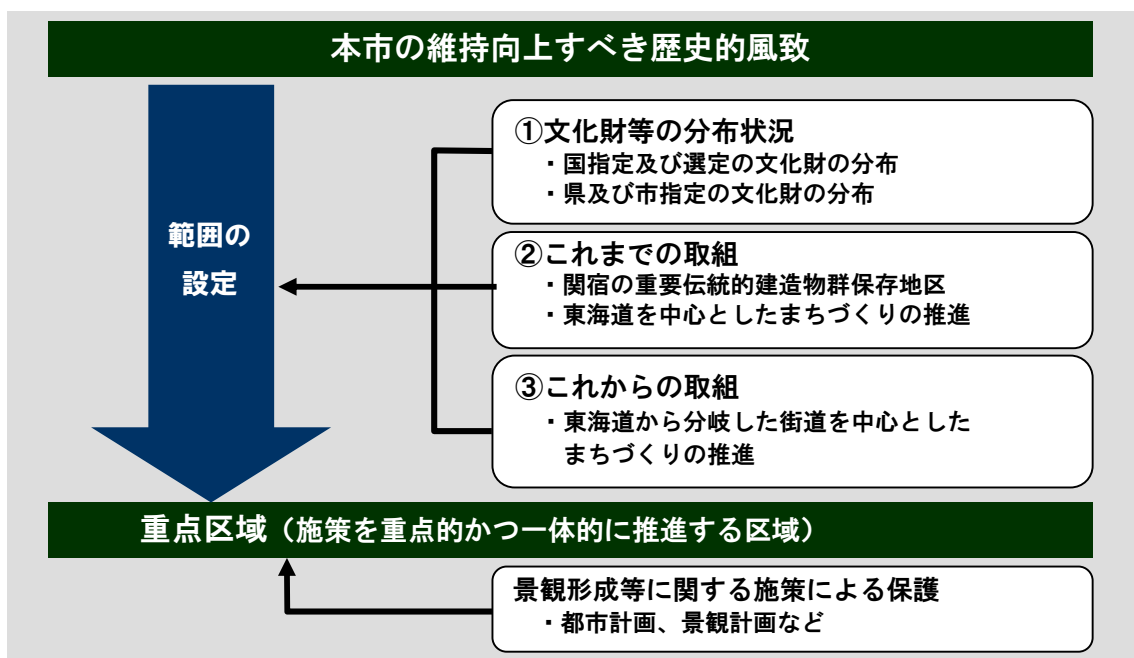 本市の維持向上すべき歴史的風致
①文化財等の分布状況
・国指定及び選定の文化財の分布
・県及び市指定の文化財の分布
範囲の
設定
②これまでの取組
・関宿の重要伝統的建造物群保存地区
・東海道を中心としたまちづくりの推進
③これからの取組
・東海道から分岐した街道を中心とした
まちづくりの推進
重点区域（施策を重点的かつ一体的に推進する区域）
景観形成等に関する施策による保護
・都市計画、景観計画など